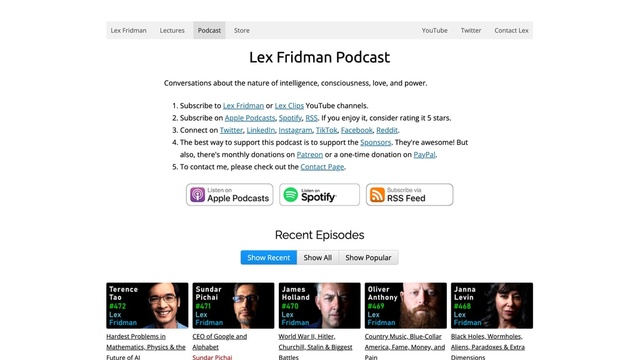 Lex Fridman Lectures Podcast Store YouTube Twitter Contact Lex
Lex Fridman Podcast
Conversations about the nature of intelligence, consciousness, love, and power.
1. Subscribe to Lex Fridman or Lex Clips YouTube channels.
2. Subscribe on Apple Podcasts, Spotify, RSS. If you enjoy it, consider rating it 5 stars.
3. Connect on Twitter, LinkedIn, Instagram, TikTok, Facebook, Reddit.
4. The best way to support this podcast is to support the Sponsors. They're awesome! But
also, there's monthly donations on Patreon or a one-time donation on PayPal.
5. To contact me, please check out the Contact Page.
Listen on
Apple Podcasts
Listen on
Spotify
Subscribe via
RSS Feed
Recent Episodes
Show Recent Show All Show Popular
Terence
Tao
#472
Lex
Fridman
Sundar
Pichai
#471
Lex
Fridman
James
Holland
#470
Lex
Fridman
Oliver
Anthony
#469
Lex
Fridman
Janna
Levin
#468
Lex
Fridman
Hardest Problems in
Mathematics, Physics & the
Future of AI
CEO of Google and
Alphabet
Sundar Pichai
World War II, Hitler,
Churchill, Stalin & Biggest
Battles
Country Music, Blue-Collar
America, Fame, Money, and
Pain
Black Holes, Wormholes,
Aliens, Paradoxes & Extra
Dimensions